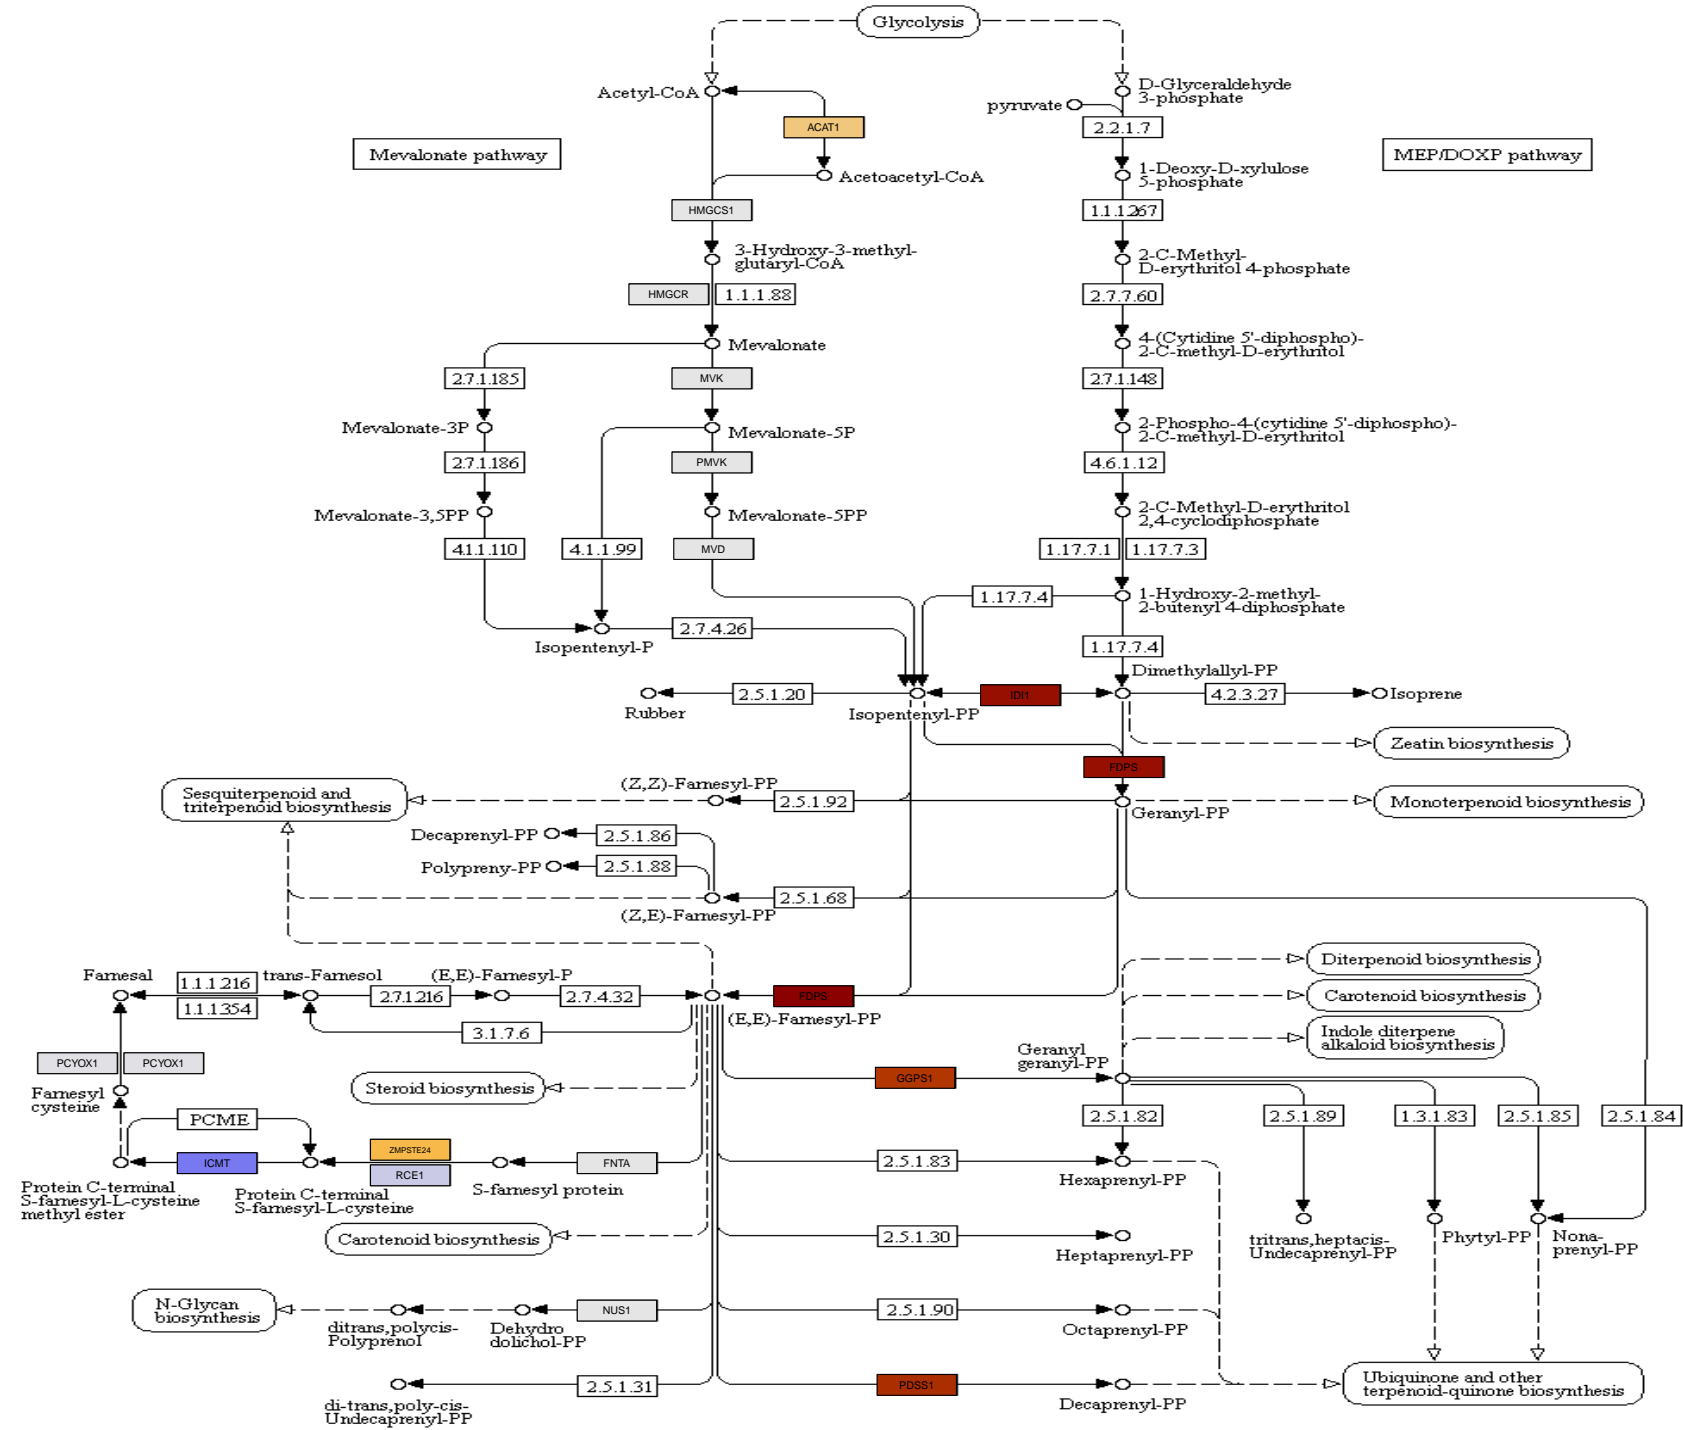 Glycolysis
Acetyl-CoA
D-Glyceraldehyde
3-phosphate
pyruvate
ACAT1
2.2.1.7
Mevalonate pathway
MEP/DOXP pathway
Acetoacetyl-CoA
1-Deoxy-D-xylulose
5-phosphate
HMGCS1
1.1.1.267
3-Hydroxy-3-methyl-
glutaryl-CoA
2-C-Methyl-
D-erythritol 4-phosphate
HMGCR
1.1.1.88
2.7.7.60
Mevalonate
4-(Cytidine 5'-diphospho)-
2-C-methyl-D-erythritol
2.7.1.185
MVK
2.7.1.148
Mevalonate-3P
Mevalonate-5P
2-Phospho-4-(cytidine 5'-diphospho)-
2-C-methyl-D-erythritol
2.7.1.186
PMVK
4.6.1.12
Mevalonate-3,5PP
Mevalonate-5PP
2-C-Methyl-D-erythritol
2,4-cyclodiphosphate
4.1.1.110
4.1.1.99
MVD
1.17.7.1
1.17.7.3
1.17.7.4
1-Hydroxy-2-methyl-
2-butenyl 4-diphosphate
2.7.4.26
Isopentenyl-P
1.17.7.4
Dimethylallyl-PP
2.5.1.20
IDI1
4.2.3.27
Isoprene
Rubber
Isopentenyl-PP
Zeatin biosynthesis
FDPS
(Z,Z)-Farnesyl-PP
Sesquiterpenoid and
triterpenoid biosynthesis
2.5.1.92
Monoterpenoid biosynthesis
Geranyl-PP
Decaprenyl-PP
2.5.1.86
Polypreny-PP
2.5.1.88
2.5.1.68
(Z,E)-Farnesyl-PP
Diterpenoid biosynthesis
Farnesal
1.1.1.216
trans-Farnesol
(E,E)-Farnesyl-P
2.7.1.216
2.7.4.32
FDPS
Carotenoid biosynthesis
1.1.1.354
(E,E)-Farnesyl-PP
3.1.7.6
Indole diterpene
alkaloid biosynthesis
PCYOX1
PCYOX1
Geranyl
geranyl-PP
GGPS1
Steroid biosynthesis
Farnesyl
cysteine
PCME
2.5.1.82
2.5.1.89
1.3.1.83
2.5.1.85
2.5.1.84
ZMPSTE24
ICMT
RCE1
FNTA
2.5.1.83
Hexaprenyl-PP
Protein C-terminal
S-farnesyl-L-cysteine
methyl ester
Protein C-terminal
S-farnesyl-L-cysteine
S-farnesyl protein
Carotenoid biosynthesis
2.5.1.30
Heptaprenyl-PP
tritrans,heptacis-
Undecaprenyl-PP
Phytyl-PP
Nona-
prenyl-PP
N-Glycan
biosynthesis
NUS1
2.5.1.90
ditrans,polycis-
Polyprenol
Dehydro
dolichol-PP
Octaprenyl-PP
2.5.1.31
PDSS1
Ubiquinone and other
terpenoid-quinone biosynthesis
di-trans,poly-cis-
Undecaprenyl-PP
Decaprenyl-PP